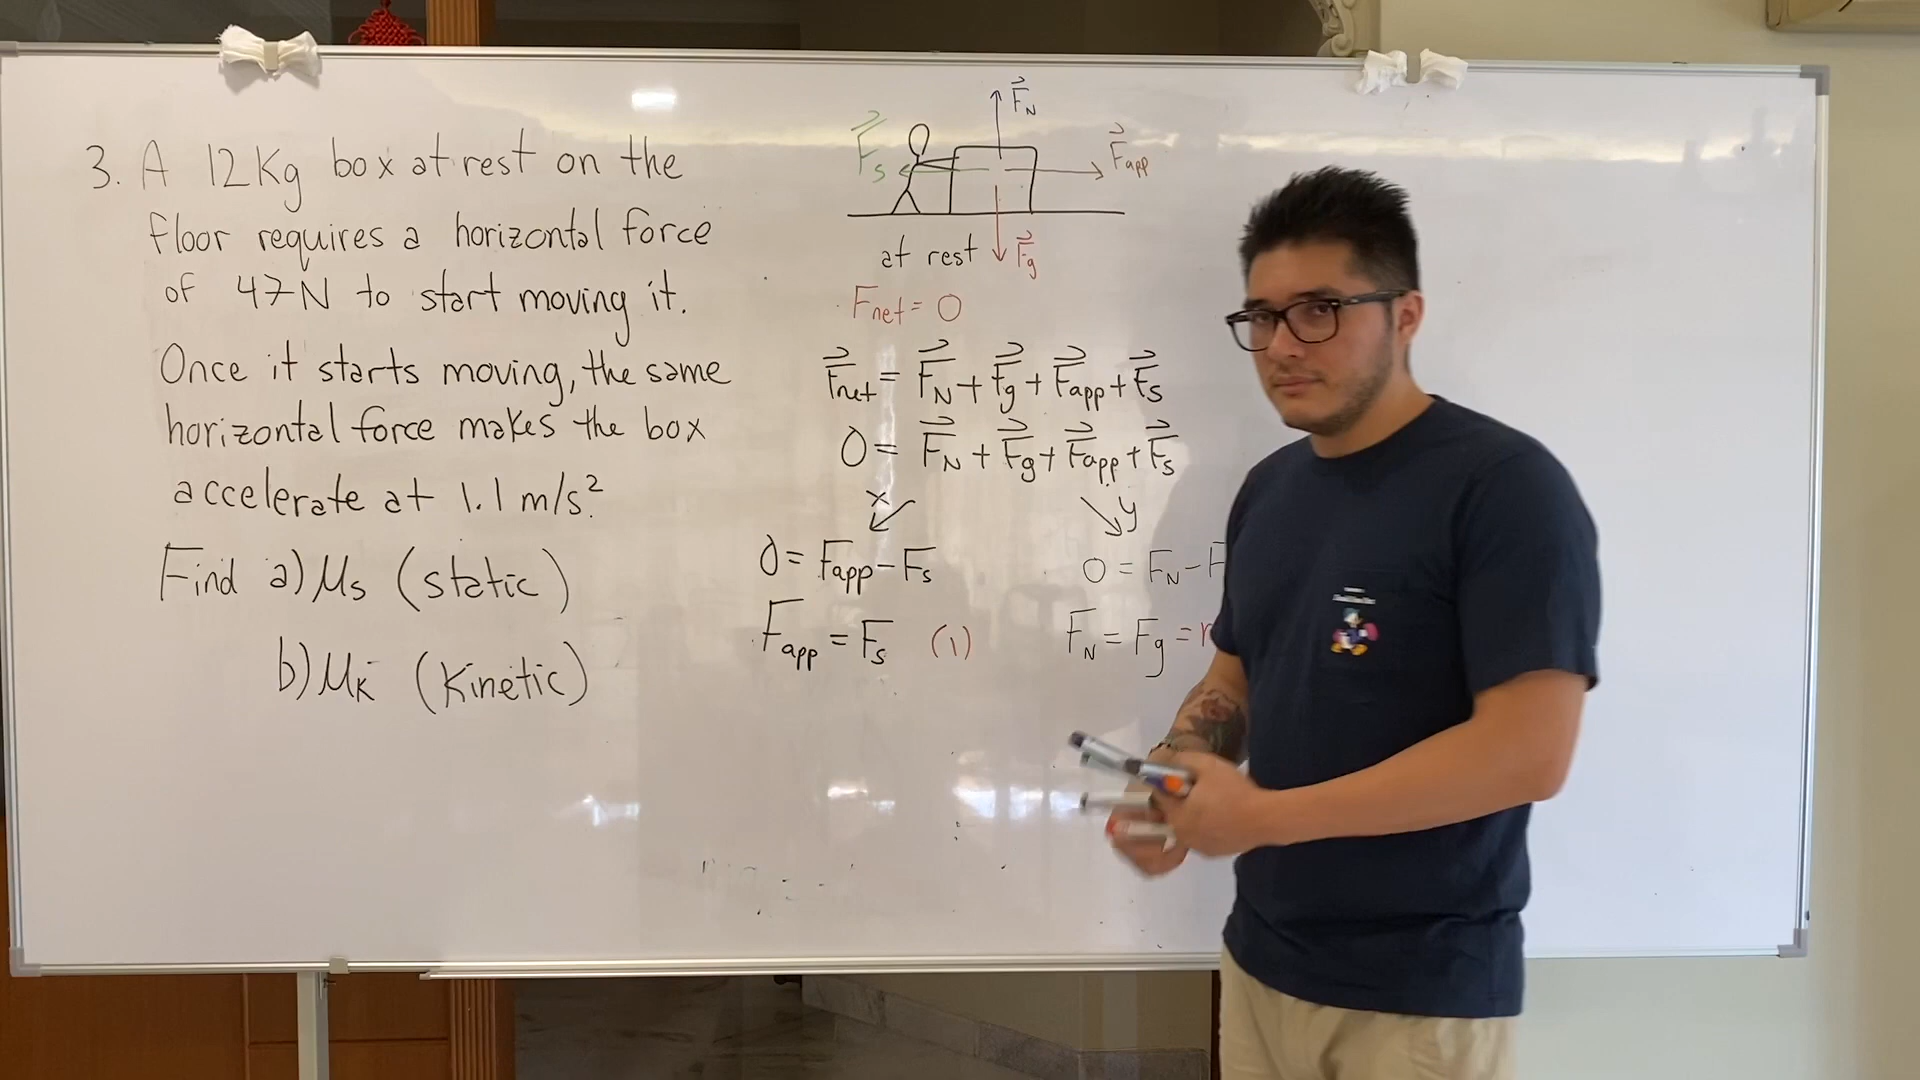 3. A 12Kg box at rest on the
floor requires a horizontal force
of 47N to start moving it.
Once it starts moving, the same
horizontal force makes the box
accelerate at 1.1 m/s².
Find a) μs (static)
b) μk (Kinetic)
F⃗N
F⃗s
F⃗app
at rest
F⃗g
Fnet = 0
F⃗net = F⃗N + F⃗g + F⃗app + F⃗s
0 = F⃗N + F⃗g + F⃗app + F⃗s
x
y
0 = Fapp - Fs
0 = FN - F
Fapp = Fs (1)
FN = Fg =